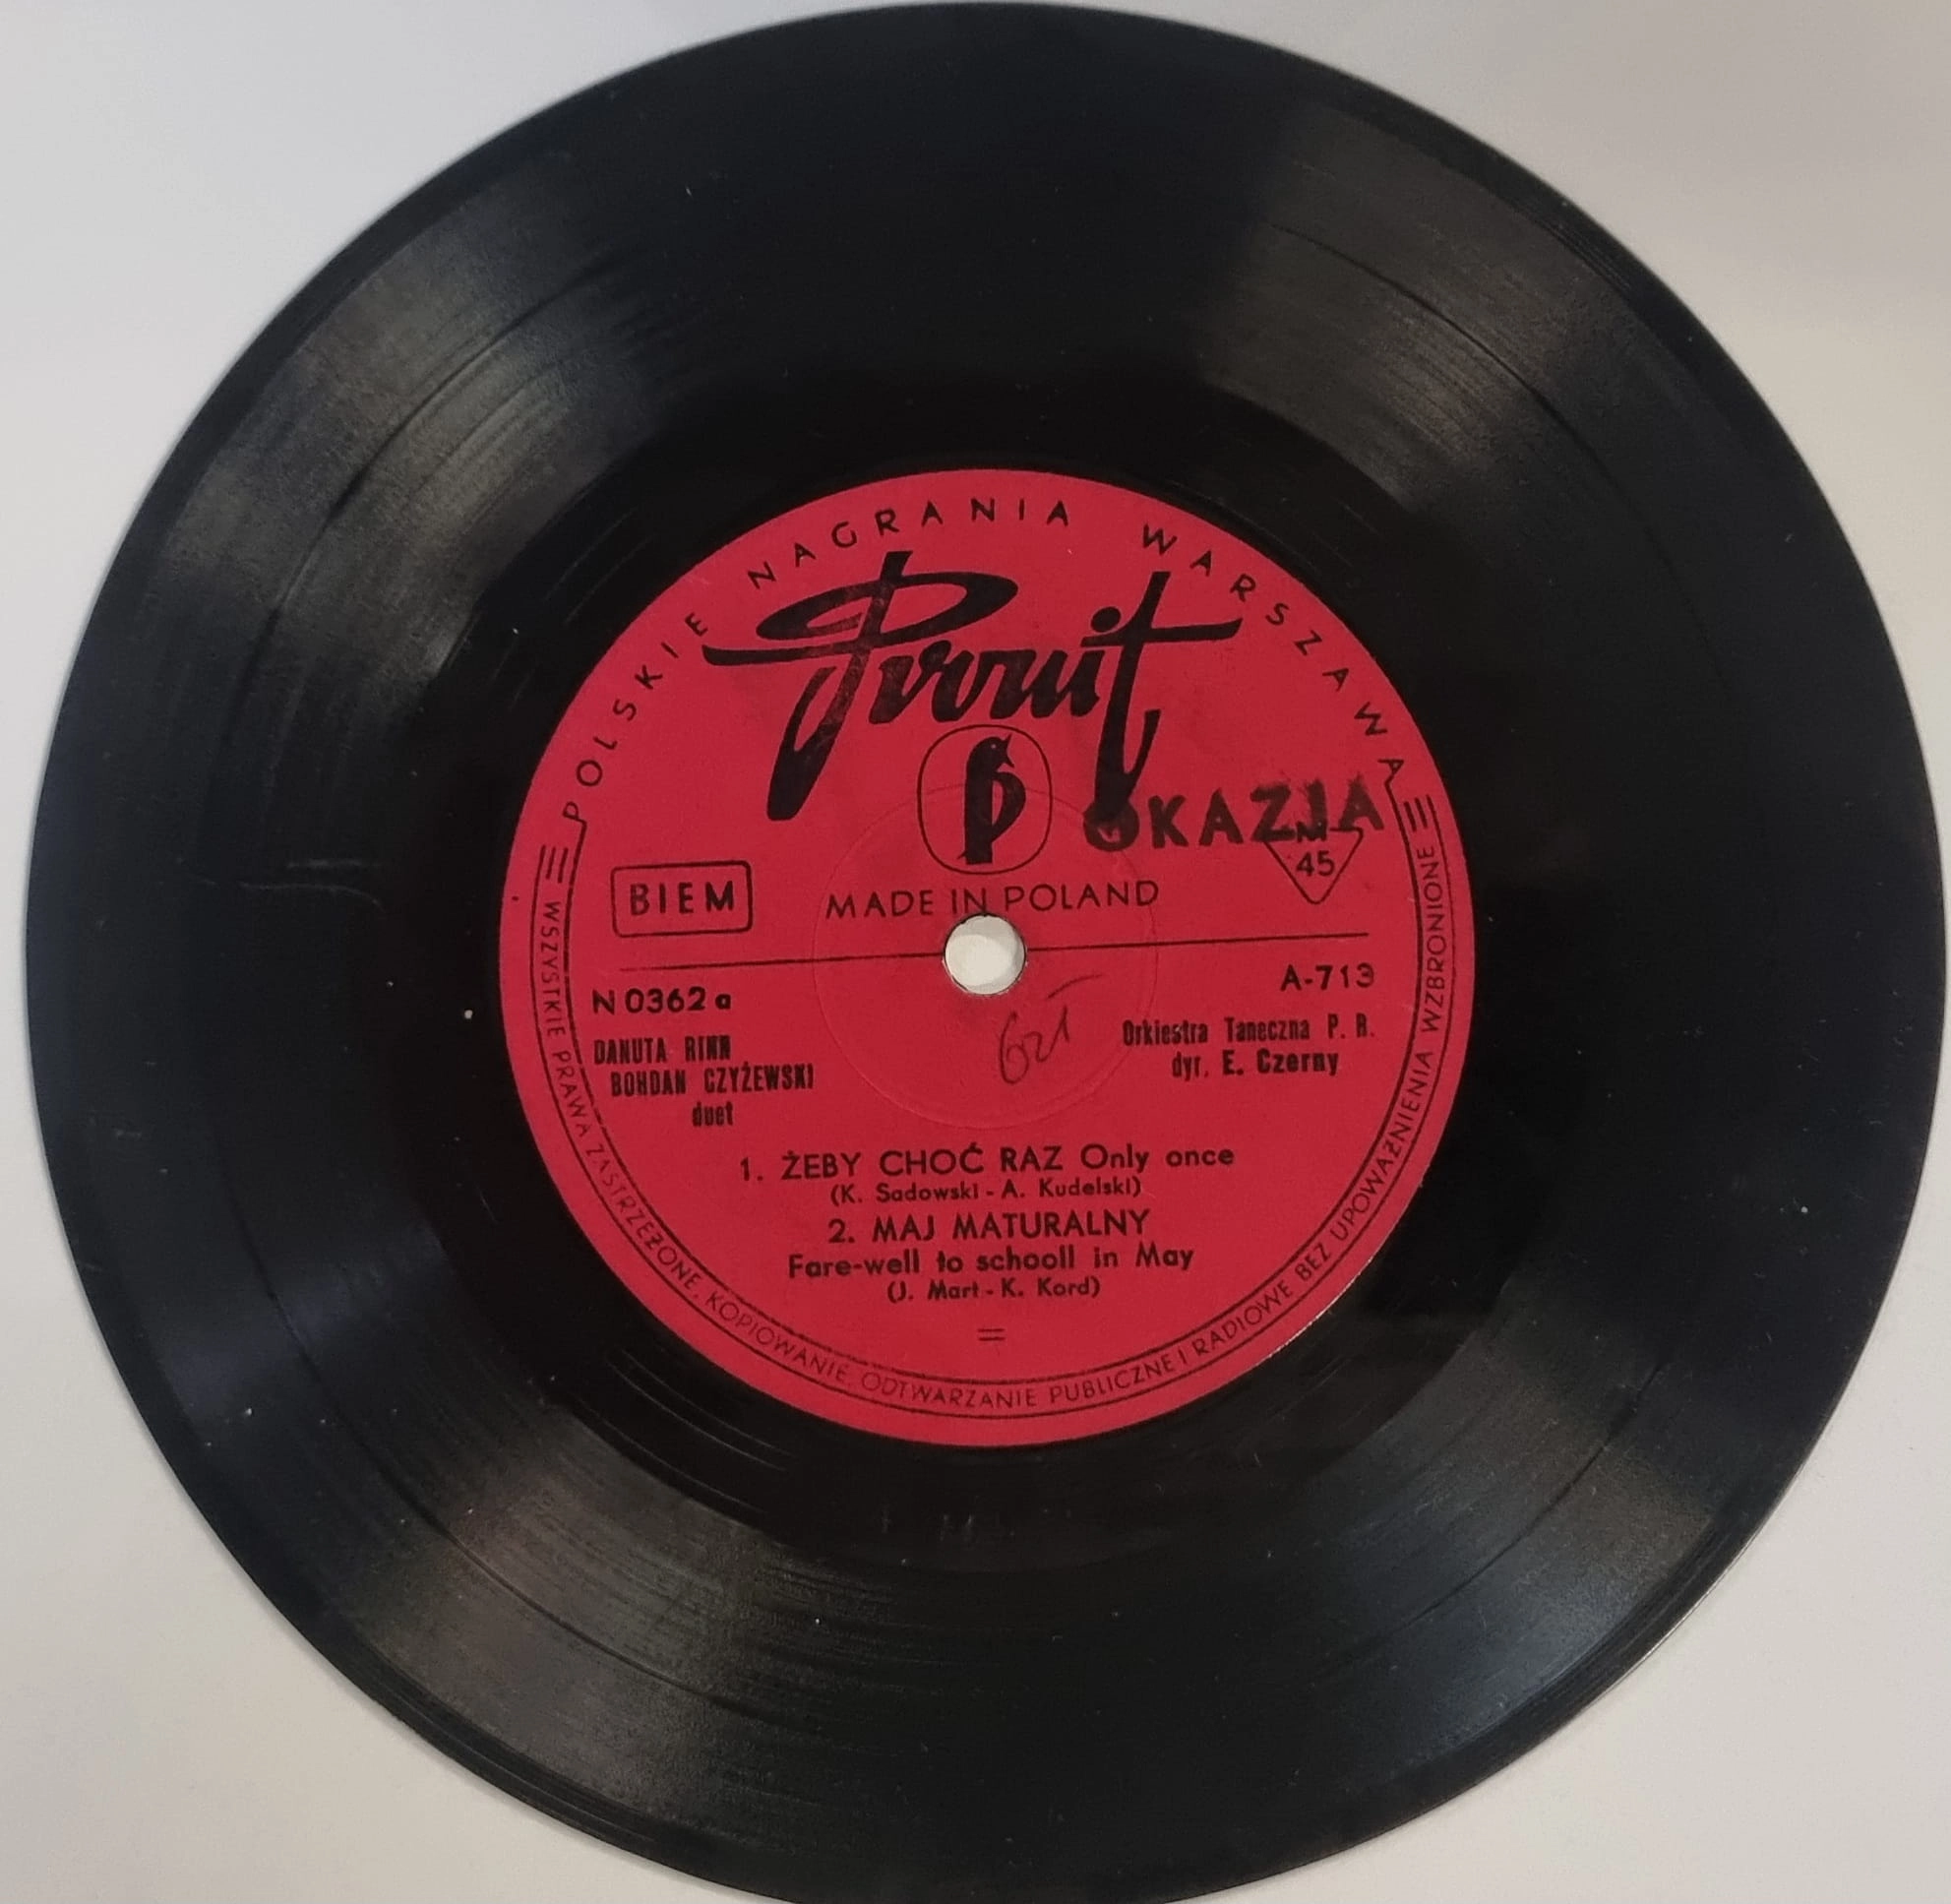 POLSKIE NAGRANIA WARSZAWA
Pronit
OKAZJA
M
45
BIEM
MADE IN POLAND
N 0362 a
A-713
DANUTA RINN
BOHDAN CZYŻEWSKI
duet
6 zł
Orkiestra Taneczna P. R.
dyr. E. Czerny
1. ŻEBY CHOĆ RAZ Only once
(K. Sadowski - A. Kudelski)
2. MAJ MATURALNY
Fare-well to schooll in May
(J. Mart - K. Kord)
=
WSZYSTKIE PRAWA ZASTRZEŻONE, KOPIOWANIE, ODTWARZANIE PUBLICZNE I RADIOWE BEZ UPOWAŻNIENIA WZBRONIONE